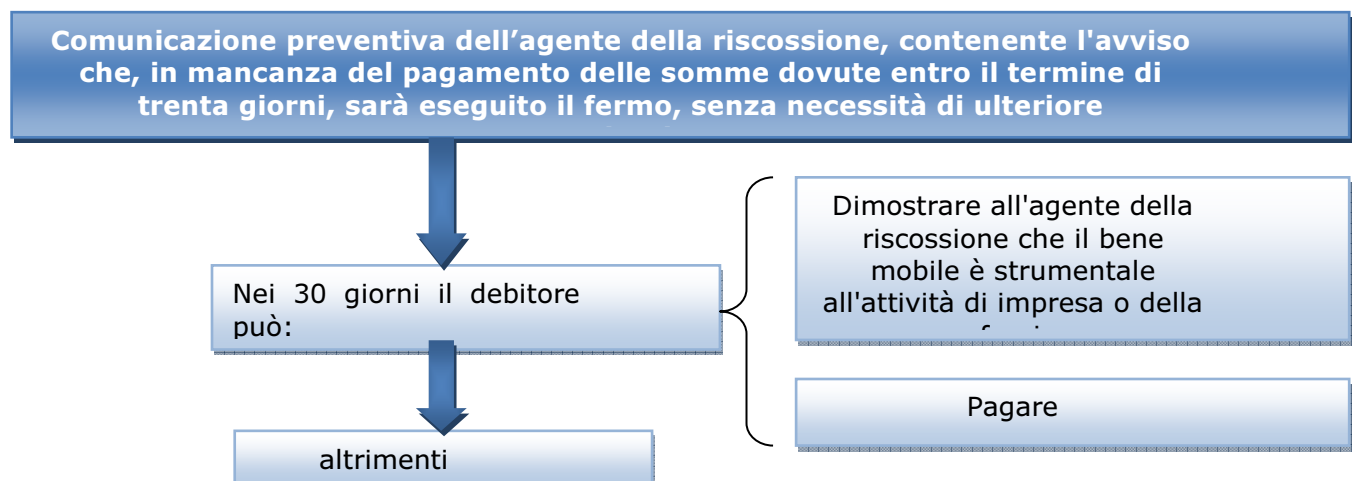 Comunicazione preventiva dell’agente della riscossione, contenente l'avviso
che, in mancanza del pagamento delle somme dovute entro il termine di
trenta giorni, sarà eseguito il fermo, senza necessità di ulteriore
Dimostrare all'agente della
riscossione che il bene
mobile è strumentale
all'attività di impresa o della
Nei 30 giorni il debitore
può:
Pagare
altrimenti